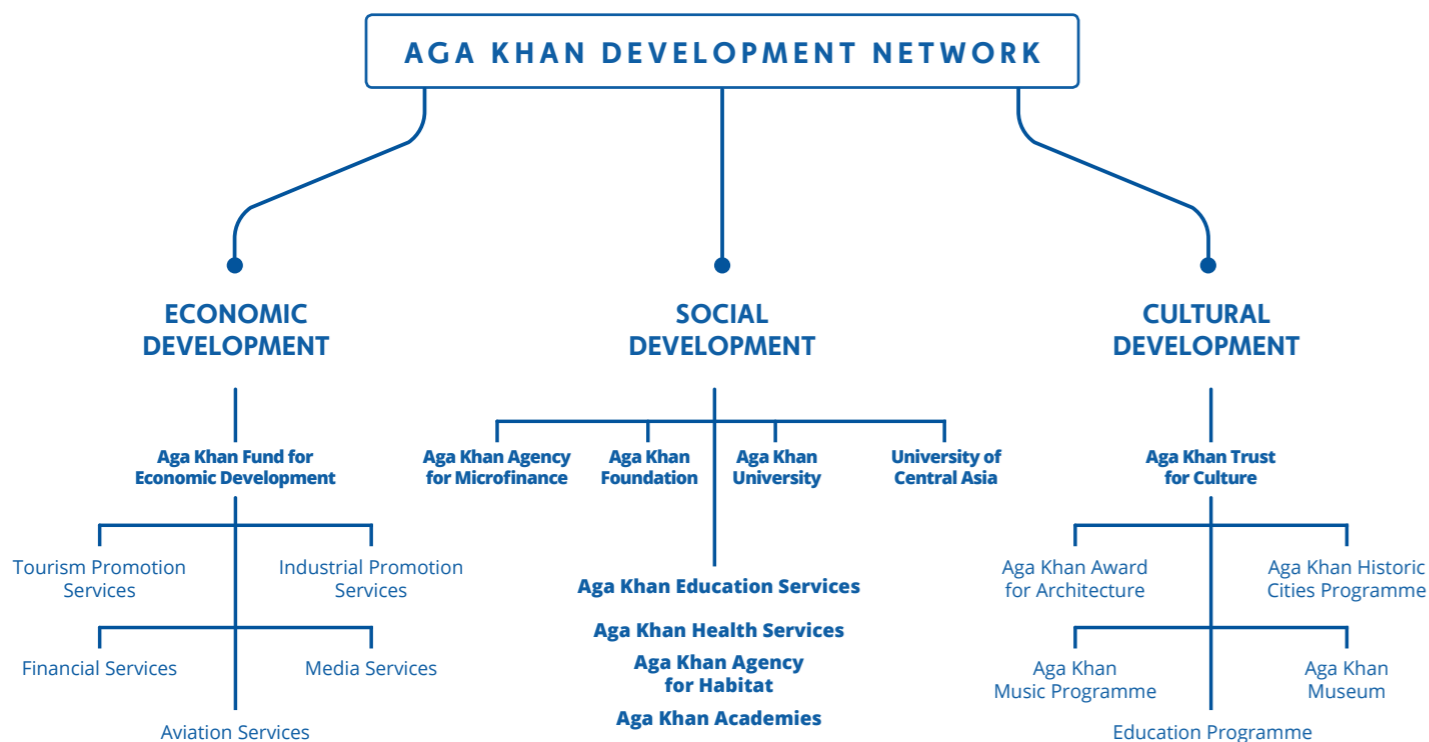 AGA KHAN DEVELOPMENT NETWORK
ECONOMIC
DEVELOPMENT
Aga Khan Fund for
Economic Development
Tourism Promotion
Services
Industrial Promotion
Services
Financial Services
Media Services
Aviation Services
SOCIAL
DEVELOPMENT
Aga Khan Agency
for Microfinance
Aga Khan
Foundation
Aga Khan
University
University of
Central Asia
Aga Khan Education Services
Aga Khan Health Services
Aga Khan Agency
for Habitat
Aga Khan Academies
CULTURAL
DEVELOPMENT
Aga Khan Trust
for Culture
Aga Khan Award
for Architecture
Aga Khan Historic
Cities Programme
Aga Khan
Music Programme
Aga Khan
Museum
Education Programme